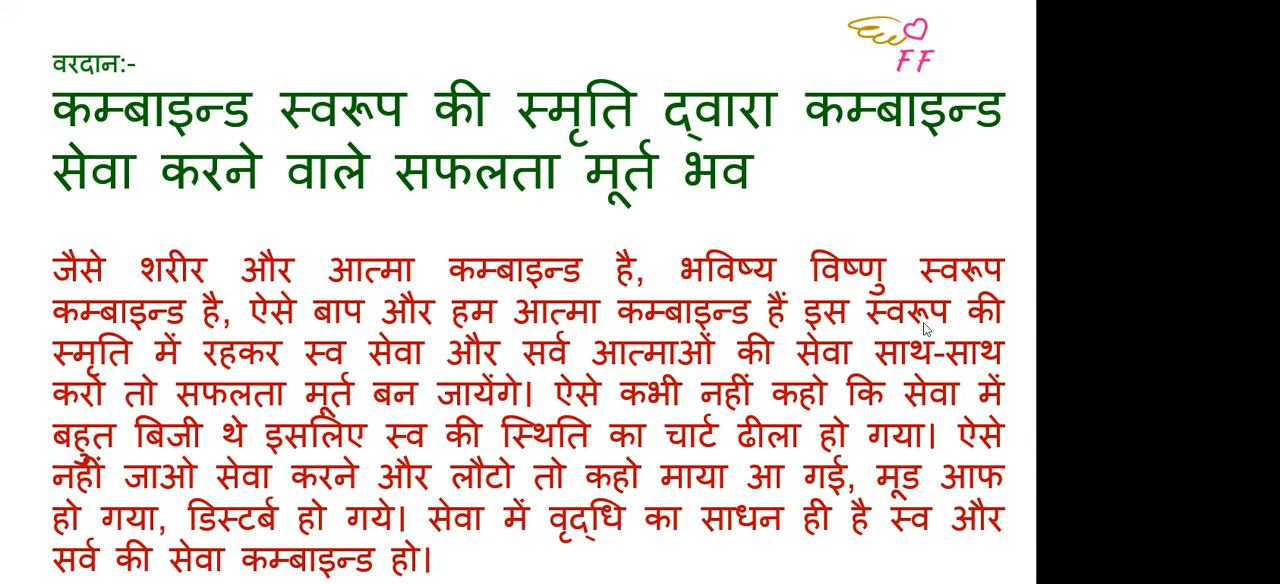 FF
वरदान:-
कम्बाइन्ड स्वरूप की स्मृति द्वारा कम्बाइन्ड
सेवा करने वाले सफलता मूर्त भव
जैसे शरीर और आत्मा कम्बाइन्ड है, भविष्य विष्णु स्वरूप
कम्बाइन्ड है, ऐसे बाप और हम आत्मा कम्बाइन्ड हैं इस स्वरूप की
स्मृति में रहकर स्व सेवा और सर्व आत्माओं की सेवा साथ-साथ
करो तो सफलता मूर्त बन जायेंगे। ऐसे कभी नहीं कहो कि सेवा में
बहुत बिजी थे इसलिए स्व की स्थिति का चार्ट ढीला हो गया। ऐसे
नहीं जाओ सेवा करने और लौटो तो कहो माया आ गई, मूड आफ
हो गया, डिस्टर्ब हो गये। सेवा में वृद्धि का साधन ही है स्व और
सर्व की सेवा कम्बाइन्ड हो।